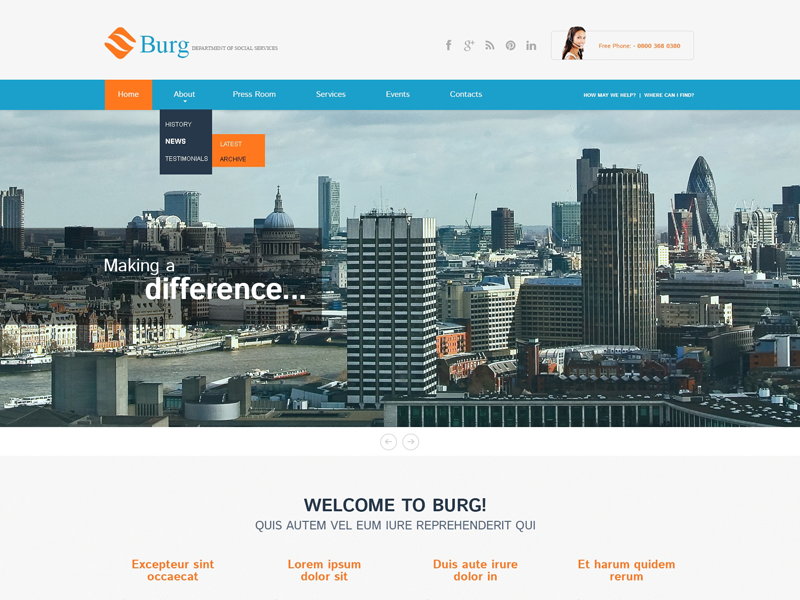 Burg DEPARTMENT OF SOCIAL SERVICES
Free Phone: - 0800 368 0380
Home About Press Room Services Events Contacts HOW MAY WE HELP? | WHERE CAN I FIND?
HISTORY
NEWS LATEST
TESTIMONIALS ARCHIVE
Making a
difference...
WELCOME TO BURG!
QUIS AUTEM VEL EUM IURE REPREHENDERIT QUI
Excepteur sint
occaecat
Lorem ipsum
dolor sit
Duis aute irure
dolor in
Et harum quidem
rerum